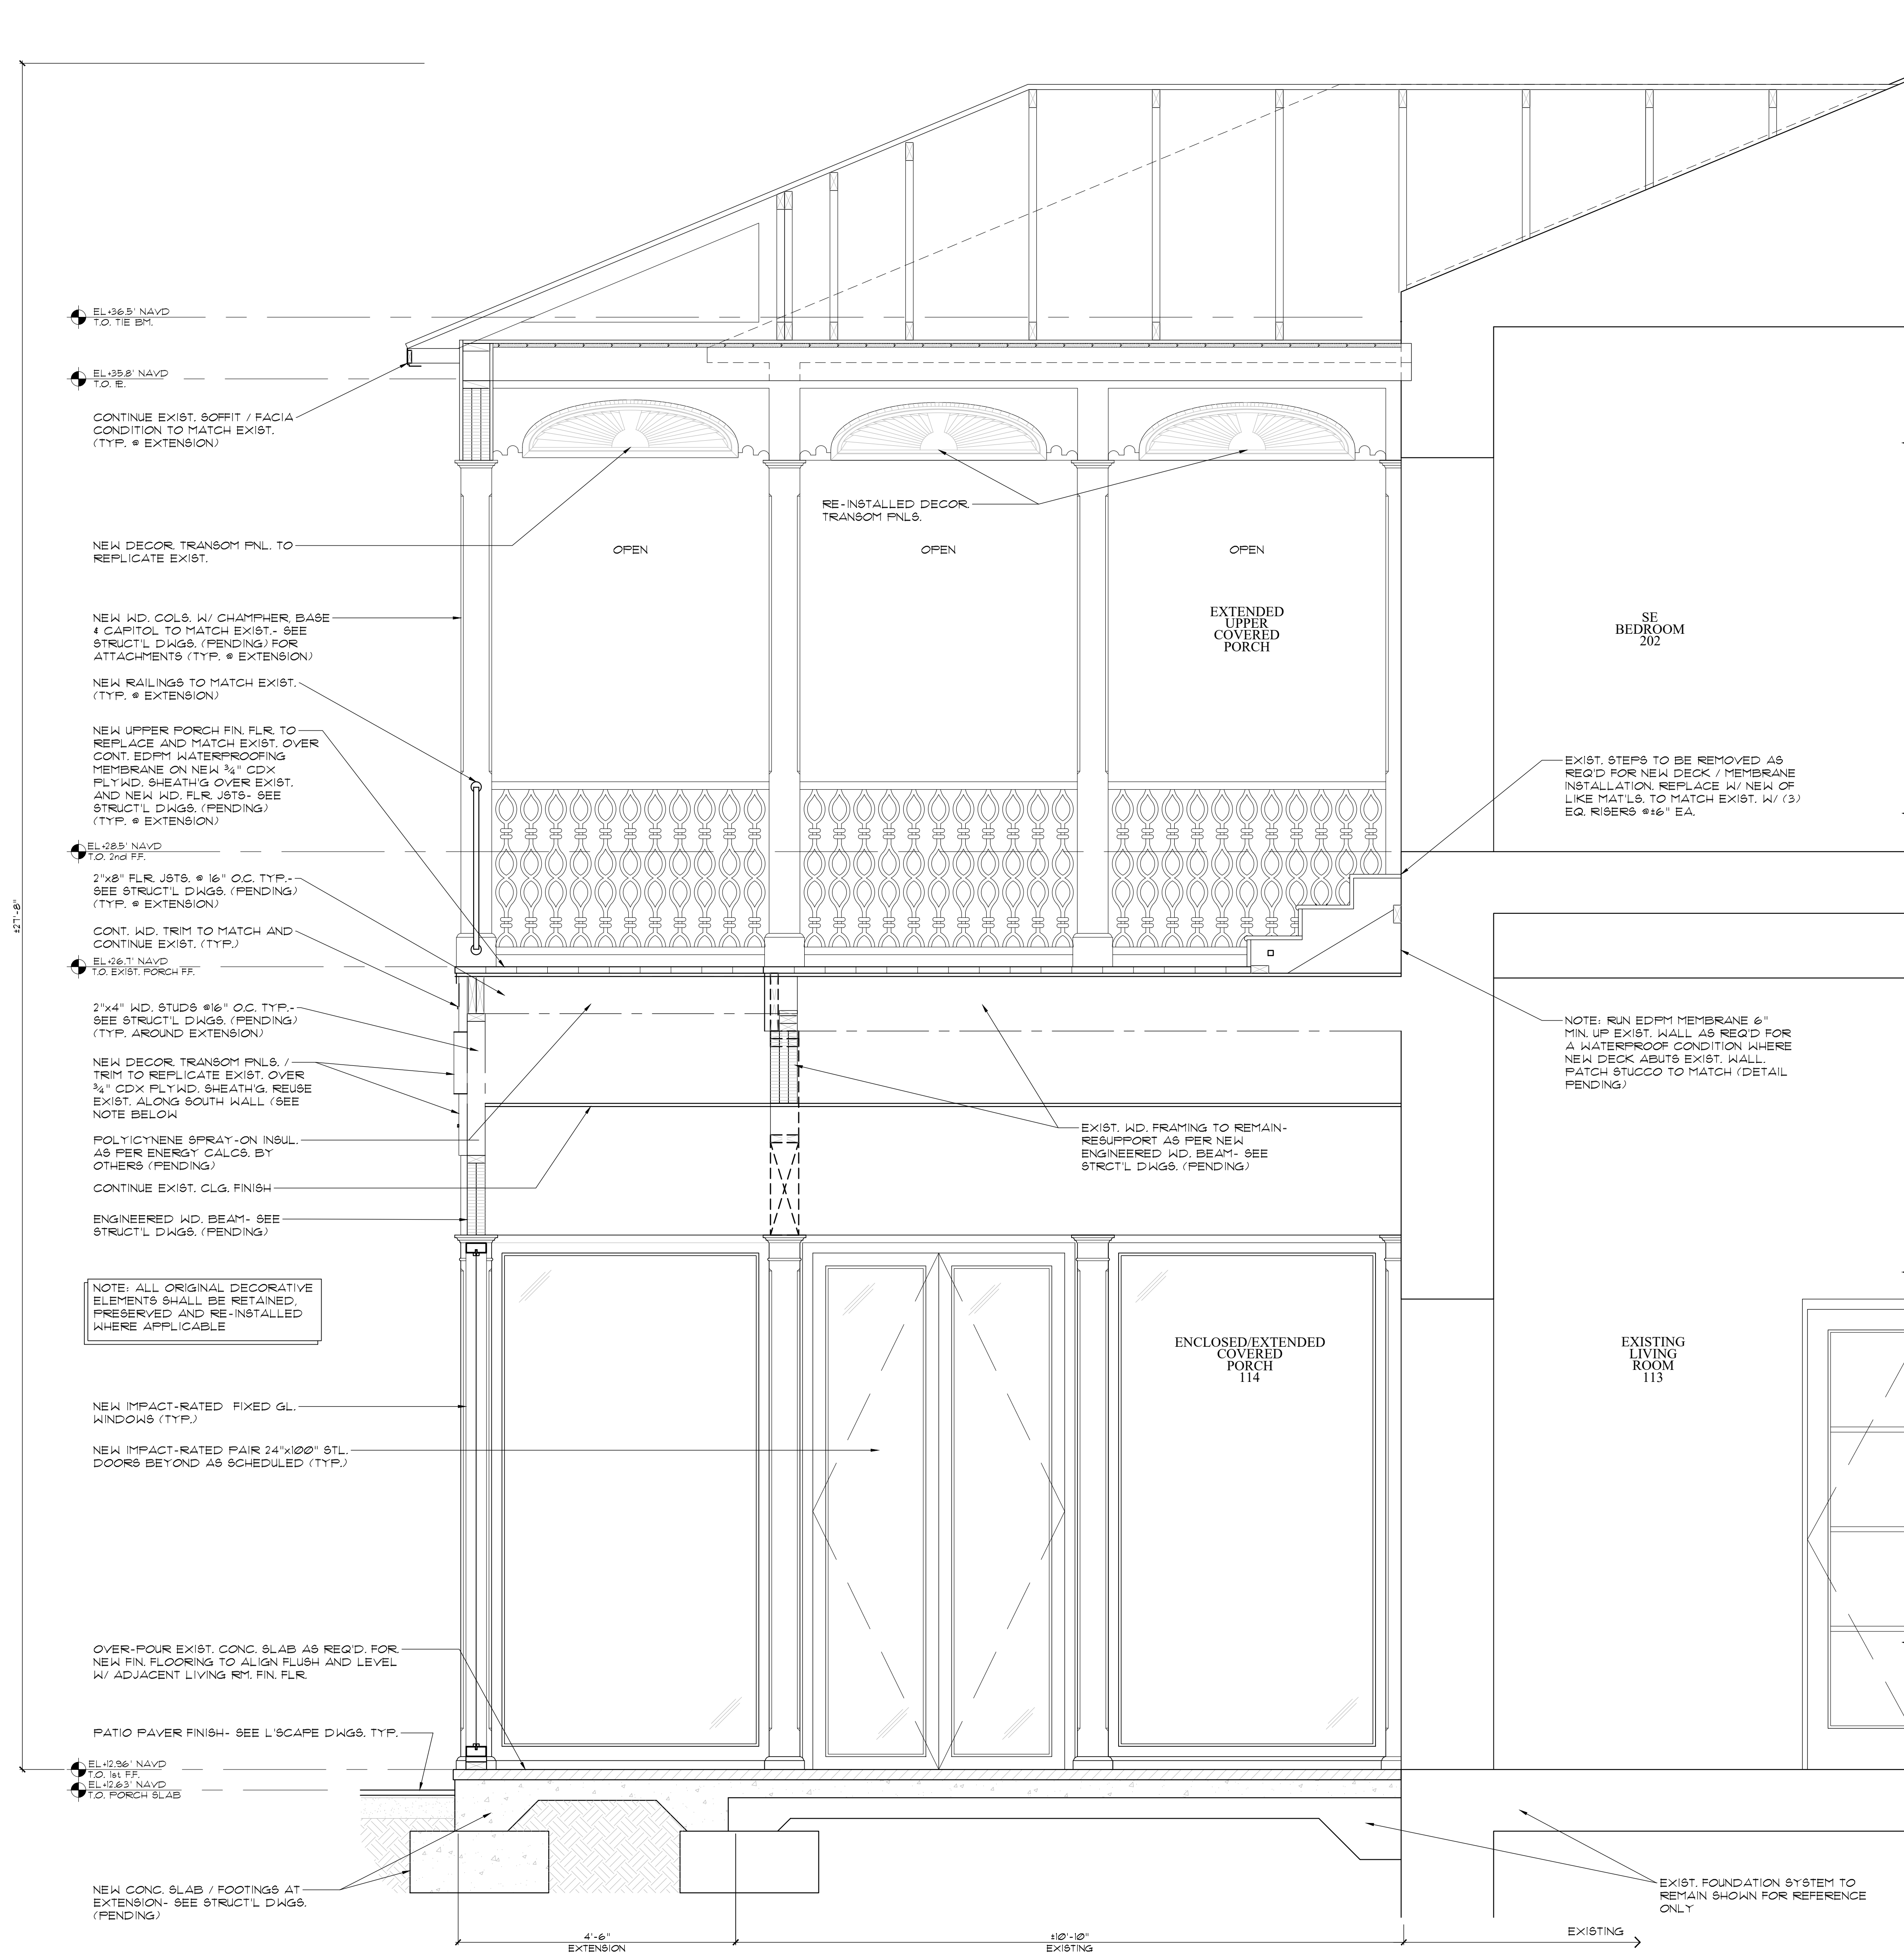 EL+36.5' NAVD
T.O. TIE BM.
EL+35.8' NAVD
T.O. PL.
CONTINUE EXIST. SOFFIT / FACIA
CONDITION TO MATCH EXIST.
(TYP. @ EXTENSION)
NEW DECOR. TRANSOM PNL. TO
REPLICATE EXIST.
RE-INSTALLED DECOR.
TRANSOM PNLS.
OPEN
OPEN
OPEN
NEW WD. COLS. W/ CHAMPHER, BASE
& CAPITOL TO MATCH EXIST.- SEE
STRUCT'L DWGS. (PENDING) FOR
ATTACHMENTS (TYP. @ EXTENSION)
EXTENDED
UPPER
COVERED
PORCH
SE
BEDROOM
202
NEW RAILINGS TO MATCH EXIST.
(TYP. @ EXTENSION)
NEW UPPER PORCH FIN. FLR. TO
REPLACE AND MATCH EXIST. OVER
CONT. EDPM WATERPROOFING
MEMBRANE ON NEW ¾" CDX
PLYWD. SHEATH'G OVER EXIST.
AND NEW WD. FLR. JSTS- SEE
STRUCT'L DWGS. (PENDING)
(TYP. @ EXTENSION)
EXIST. STEPS TO BE REMOVED AS
REQ'D FOR NEW DECK / MEMBRANE
INSTALLATION. REPLACE W/ NEW OF
LIKE MAT'LS. TO MATCH EXIST. W/ (3)
EQ. RISERS @±6" EA.
EL+28.5' NAVD
T.O. 2nd F.F.
2"x8" FLR. JSTS. @ 16" O.C. TYP.-
SEE STRUCT'L DWGS. (PENDING)
(TYP. @ EXTENSION)
±27'-8"
CONT. WD. TRIM TO MATCH AND
CONTINUE EXIST. (TYP.)
EL+26.7' NAVD
T.O. EXIST. PORCH F.F.
2"x4" WD. STUDS @16" O.C. TYP.-
SEE STRUCT'L DWGS. (PENDING)
(TYP. AROUND EXTENSION)
NOTE: RUN EDPM MEMBRANE 6"
MIN. UP EXIST. WALL AS REQ'D FOR
A WATERPROOF CONDITION WHERE
NEW DECK ABUTS EXIST. WALL.
PATCH STUCCO TO MATCH (DETAIL
PENDING)
NEW DECOR. TRANSOM PNLS. /
TRIM TO REPLICATE EXIST. OVER
¾" CDX PLYWD. SHEATH'G. REUSE
EXIST. ALONG SOUTH WALL (SEE
NOTE BELOW
EXIST. WD. FRAMING TO REMAIN-
RESUPPORT AS PER NEW
ENGINEERED WD. BEAM- SEE
STRCT'L DWGS. (PENDING)
POLYICYNENE SPRAY-ON INSUL.
AS PER ENERGY CALCS. BY
OTHERS (PENDING)
CONTINUE EXIST. CLG. FINISH
ENGINEERED WD. BEAM- SEE
STRUCT'L DWGS. (PENDING)
NOTE: ALL ORIGINAL DECORATIVE
ELEMENTS SHALL BE RETAINED,
PRESERVED AND RE-INSTALLED
WHERE APPLICABLE
ENCLOSED/EXTENDED
COVERED
PORCH
114
EXISTING
LIVING
ROOM
113
NEW IMPACT-RATED FIXED GL.
WINDOWS (TYP.)
NEW IMPACT-RATED PAIR 24"x100" STL.
DOORS BEYOND AS SCHEDULED (TYP.)
OVER-POUR EXIST. CONC. SLAB AS REQ'D. FOR
NEW FIN. FLOORING TO ALIGN FLUSH AND LEVEL
W/ ADJACENT LIVING RM. FIN. FLR.
PATIO PAVER FINISH- SEE L'SCAPE DWGS. TYP.
EL+12.96' NAVD
T.O. 1st F.F.
EL+12.63' NAVD
T.O. PORCH SLAB
NEW CONC. SLAB / FOOTINGS AT
EXTENSION- SEE STRUCT'L DWGS.
(PENDING)
EXIST. FOUNDATION SYSTEM TO
REMAIN SHOWN FOR REFERENCE
ONLY
4'-6"
EXTENSION
±10'-10"
EXISTING
EXISTING